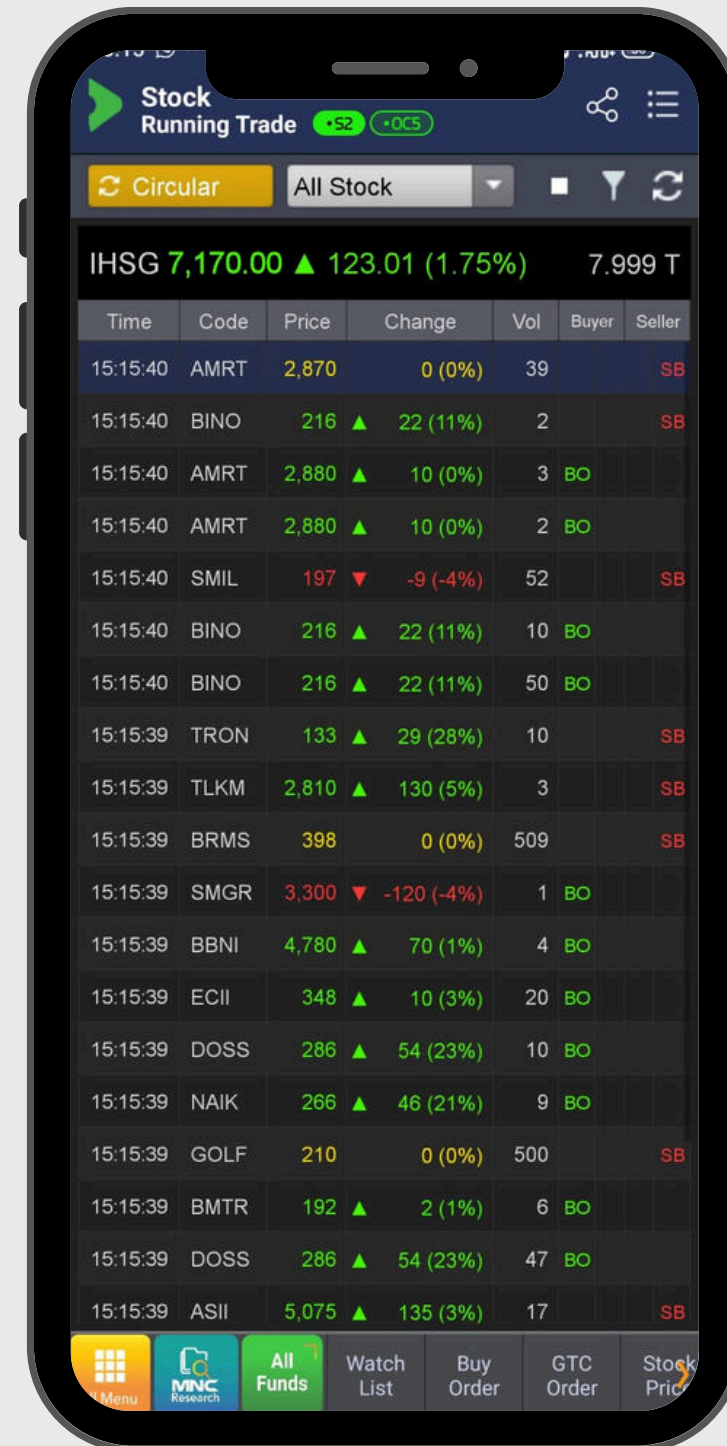 Stock
Running Trade •S2 •OC5
Circular All Stock
IHSG 7,170.00 ▲ 123.01 (1.75%) 7.999 T
Time Code Price Change Vol Buyer Seller
15:15:40 AMRT 2,870 0 (0%) 39 SB
15:15:40 BINO 216 ▲ 22 (11%) 2 SB
15:15:40 AMRT 2,880 ▲ 10 (0%) 3 BO
15:15:40 AMRT 2,880 ▲ 10 (0%) 2 BO
15:15:40 SMIL 197 ▼ -9 (-4%) 52 SB
15:15:40 BINO 216 ▲ 22 (11%) 10 BO
15:15:40 BINO 216 ▲ 22 (11%) 50 BO
15:15:39 TRON 133 ▲ 29 (28%) 10 SB
15:15:39 TLKM 2,810 ▲ 130 (5%) 3 SB
15:15:39 BRMS 398 0 (0%) 509 SB
15:15:39 SMGR 3,300 ▼ -120 (-4%) 1 BO
15:15:39 BBNI 4,780 ▲ 70 (1%) 4 BO
15:15:39 ECII 348 ▲ 10 (3%) 20 BO
15:15:39 DOSS 286 ▲ 54 (23%) 10 BO
15:15:39 NAIK 266 ▲ 46 (21%) 9 BO
15:15:39 GOLF 210 0 (0%) 500 SB
15:15:39 BMTR 192 ▲ 2 (1%) 6 BO
15:15:39 DOSS 286 ▲ 54 (23%) 47 BO
15:15:39 ASII 5,075 ▲ 135 (3%) 17 SB
Menu
MNC
Research
All
Funds
Watch
List
Buy
Order
GTC
Order
Stock
Price